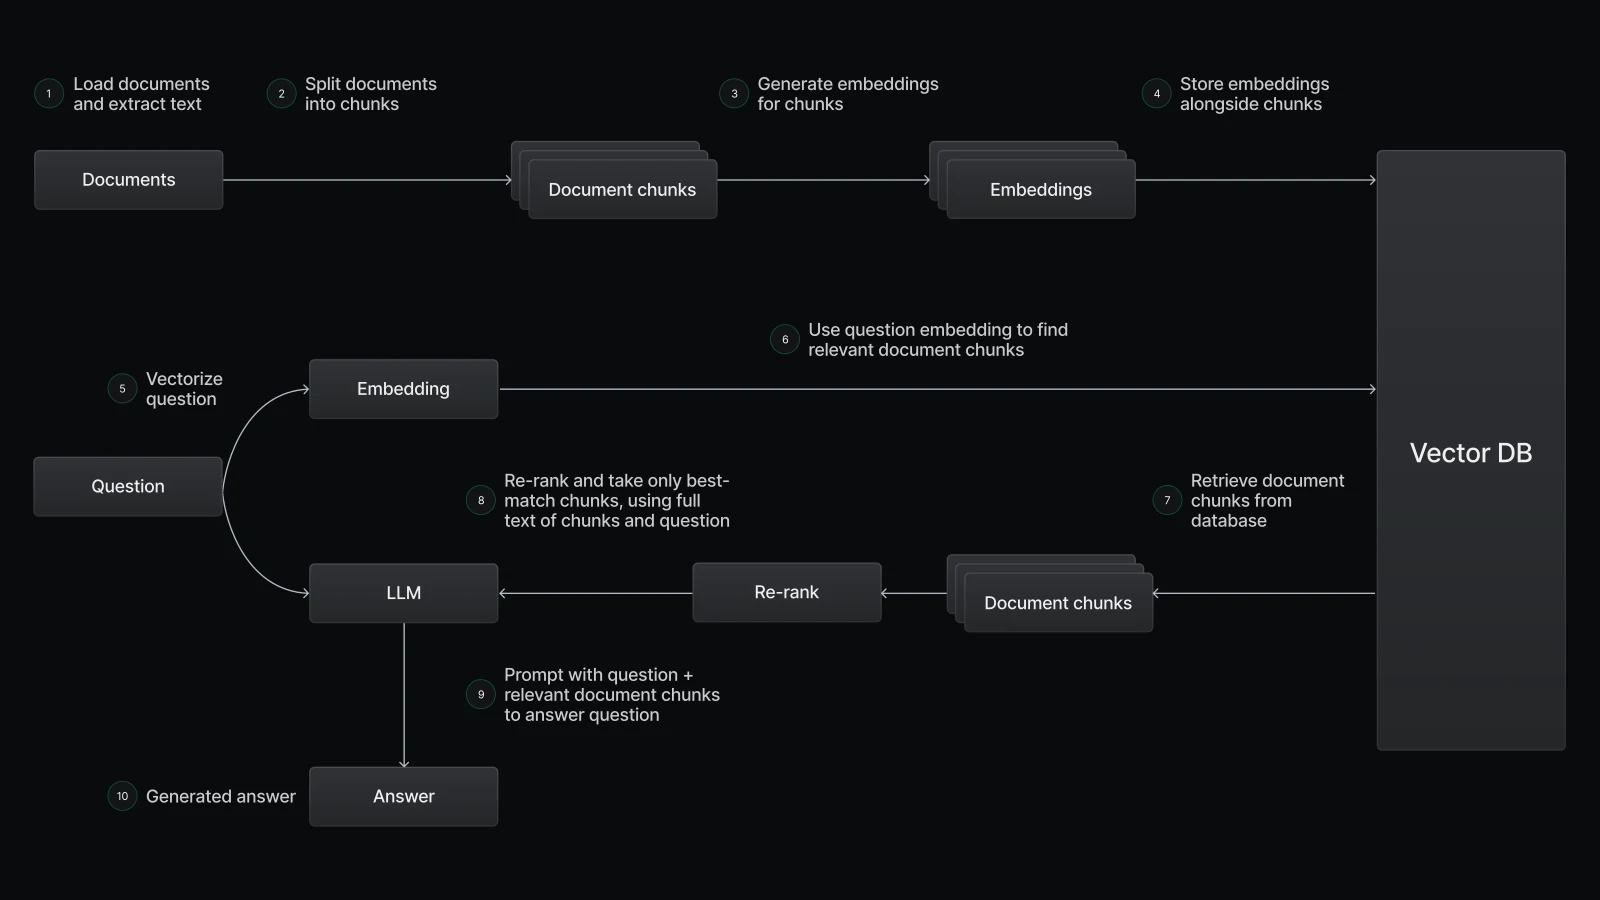 1
Load documents
and extract text
2
Split documents
into chunks
3
Generate embeddings
for chunks
4
Store embeddings
alongside chunks
Documents
Document chunks
Embeddings
6
Use question embedding to find
relevant document chunks
5
Vectorize
question
Embedding
Vector DB
Question
8
Re-rank and take only best-
match chunks, using full
text of chunks and question
7
Retrieve document
chunks from
database
LLM
Re-rank
Document chunks
9
Prompt with question +
relevant document chunks
to answer question
10
Generated answer
Answer